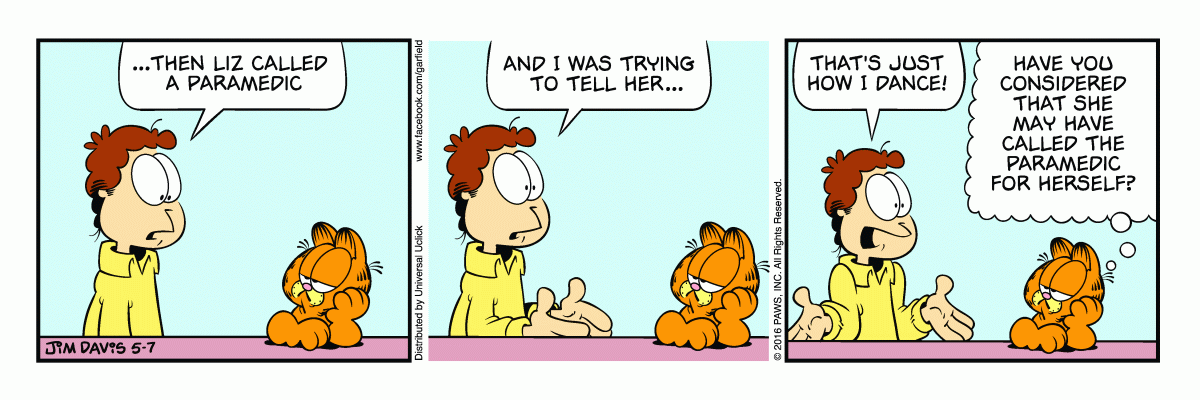 ...THEN LIZ CALLED
A PARAMEDIC
JIM DAVIS 5-7
www.facebook.com/garfield
Distributed by Universal Uclick
AND I WAS TRYING
TO TELL HER...
© 2016 PAWS, INC. All Rights Reserved.
THAT'S JUST
HOW I DANCE!
HAVE YOU
CONSIDERED
THAT SHE
MAY HAVE
CALLED THE
PARAMEDIC
FOR HERSELF?